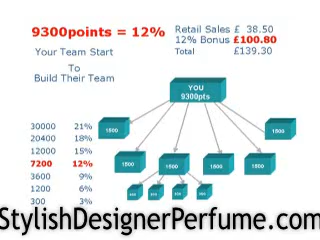 9300points = 12%
Retail Sales £ 38.50
12% Bonus £100.80
Total £139.30
Your Team Start
To
Build Their Team
YOU
9300pts
1500
1500
1500
1500
1500
1500
30000 21%
20400 18%
12000 15%
7200 12%
3600 9%
1200 6%
300 3%
StylishDesignerPerfume.com